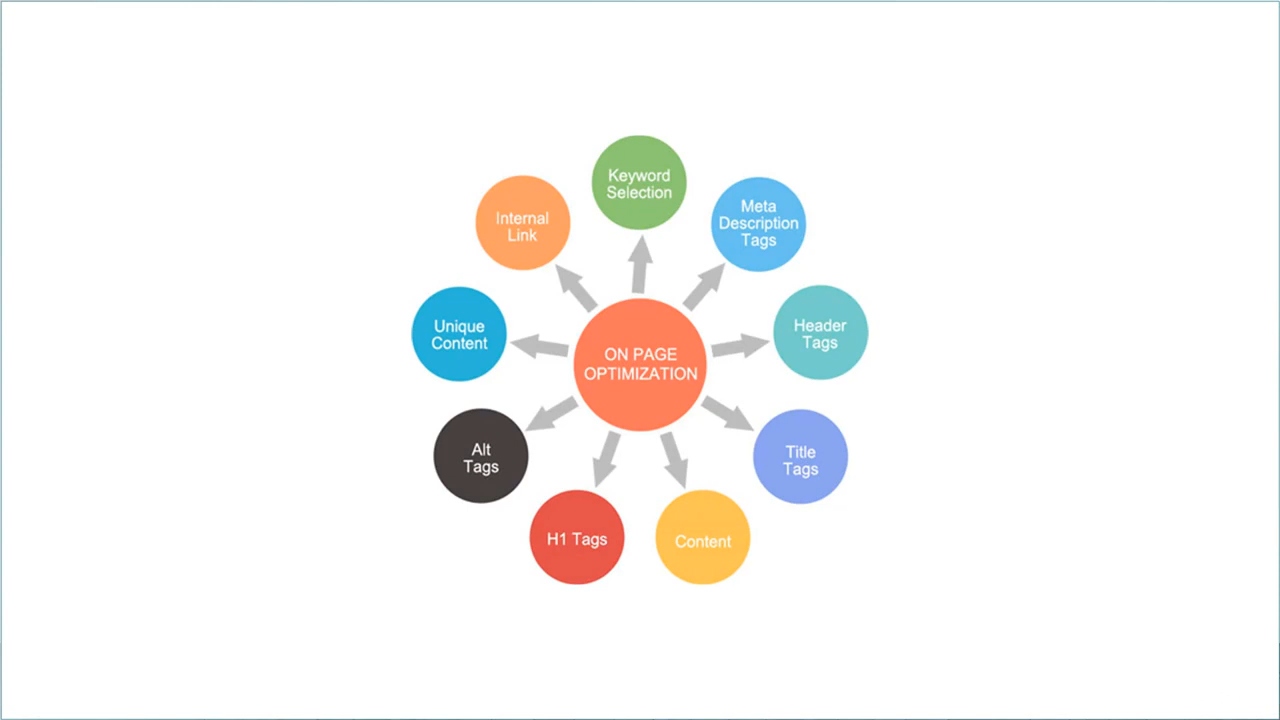 Keyword
Selection
Meta
Description
Tags
Header
Tags
Title
Tags
Content
H1 Tags
Alt
Tags
Unique
Content
Internal
Link
ON PAGE
OPTIMIZATION